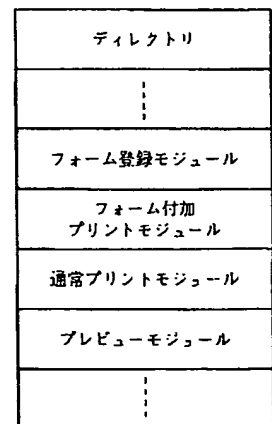 ディレクトリ
フォーム登録モジュール
フォーム付加
プリントモジュール
通常プリントモジュール
プレビューモジュール